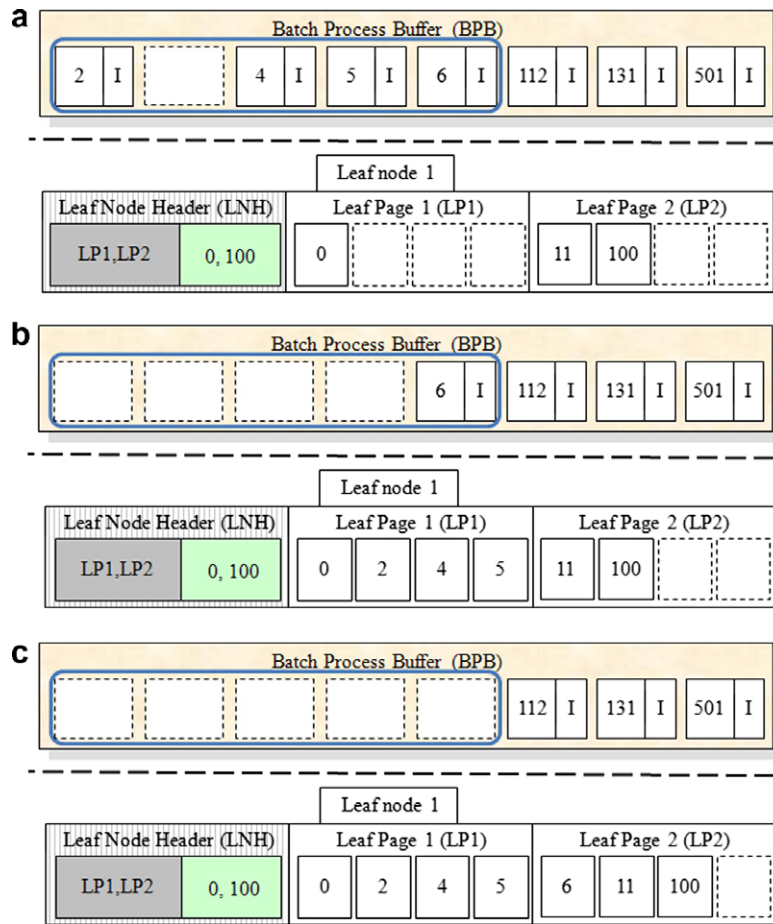 a
Batch Process Buffer (BPB)
2 I 4 I 5 I 6 I 112 I 131 I 501 I
Leaf node 1
Leaf Node Header (LNH) Leaf Page 1 (LP1) Leaf Page 2 (LP2)
LP1,LP2 0, 100 0 11 100
b
Batch Process Buffer (BPB)
6 I 112 I 131 I 501 I
Leaf node 1
Leaf Node Header (LNH) Leaf Page 1 (LP1) Leaf Page 2 (LP2)
LP1,LP2 0, 100 0 2 4 5 11 100
c
Batch Process Buffer (BPB)
112 I 131 I 501 I
Leaf node 1
Leaf Node Header (LNH) Leaf Page 1 (LP1) Leaf Page 2 (LP2)
LP1,LP2 0, 100 0 2 4 5 6 11 100